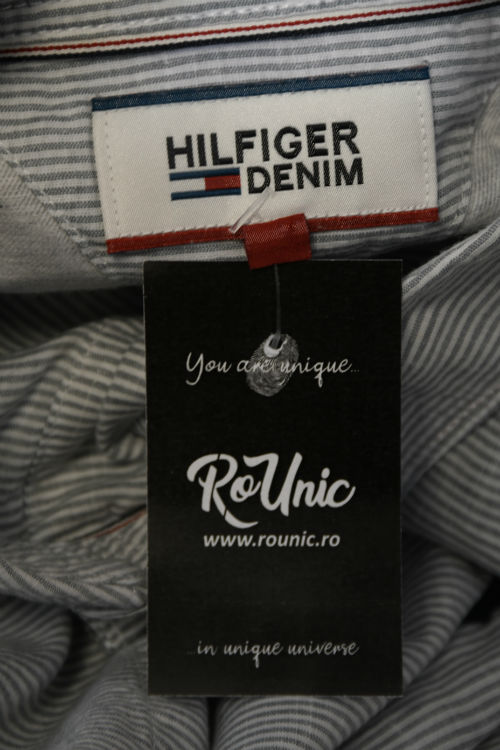 HILFIGER
DENIM
You are unique...
RoUnic
www.rounic.ro
...in unique universe